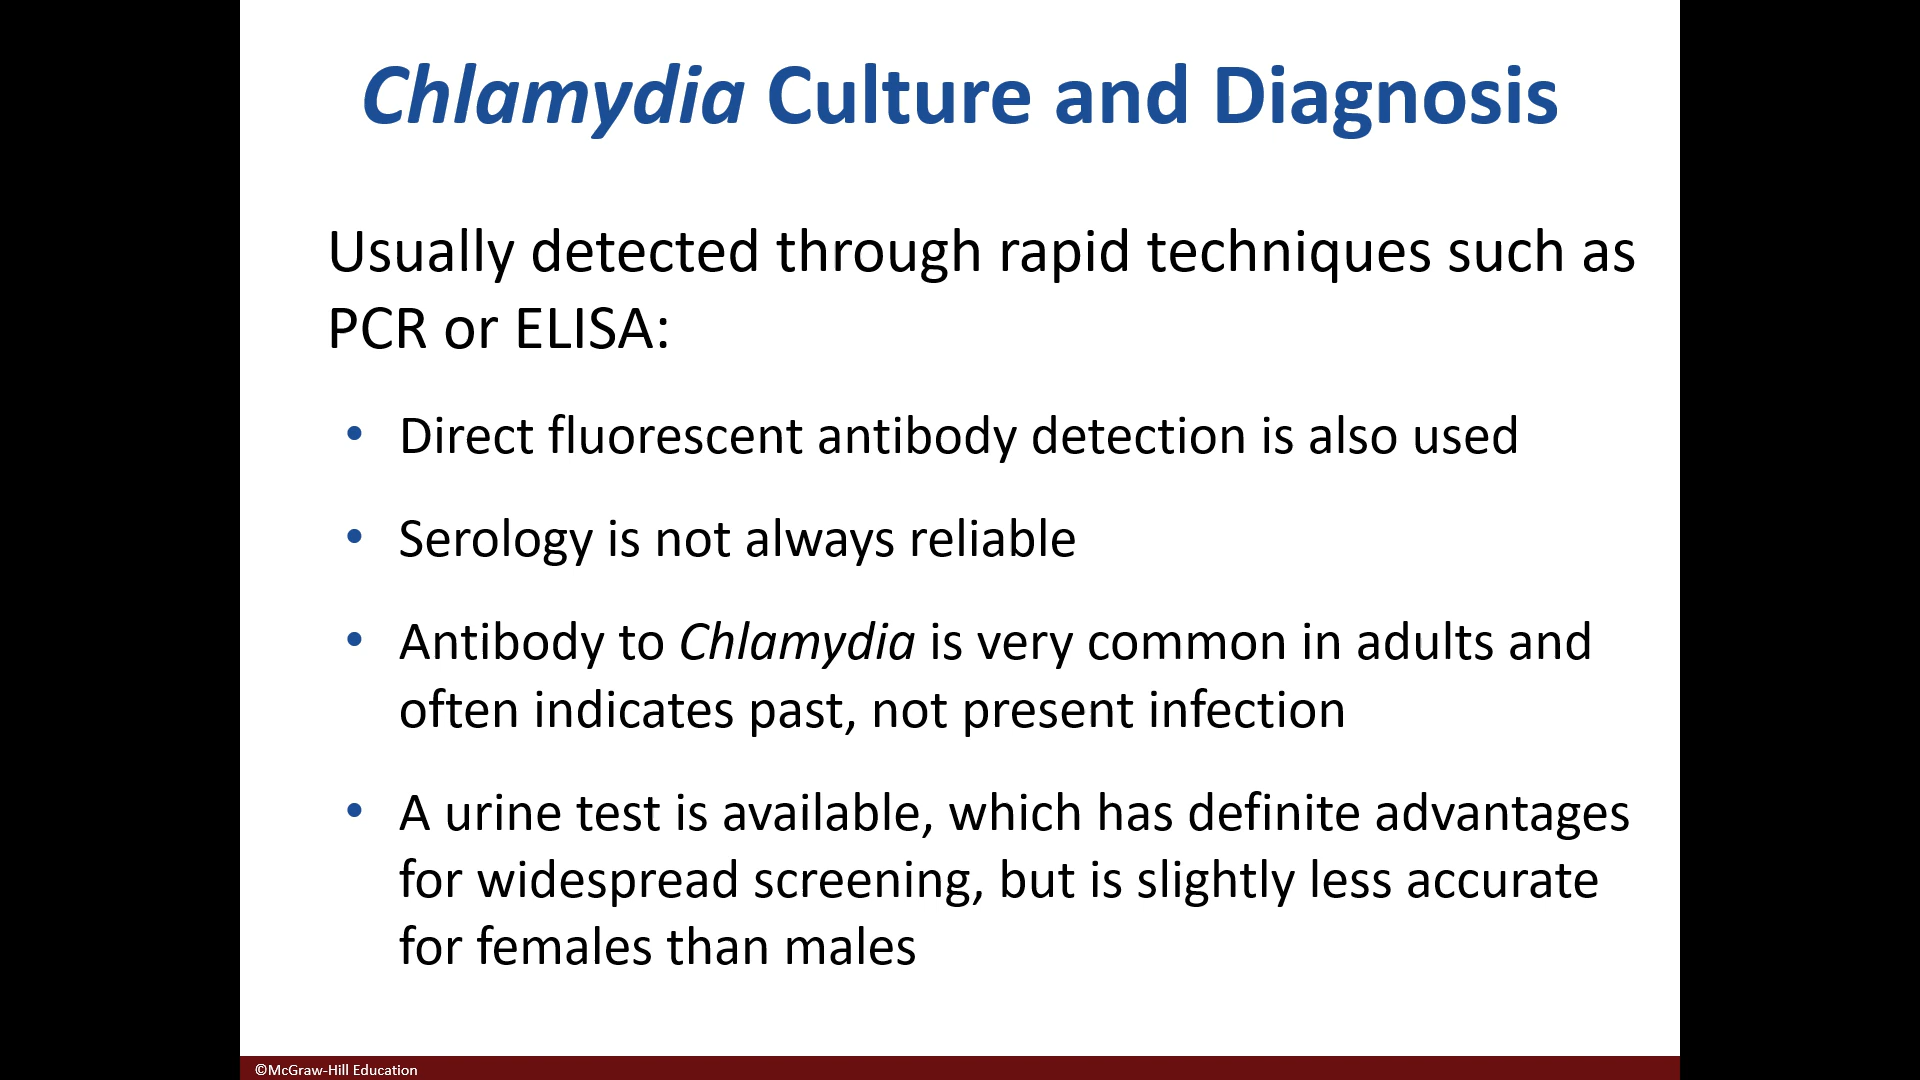 Chlamydia Culture and Diagnosis
Usually detected through rapid techniques such as
PCR or ELISA:
• Direct fluorescent antibody detection is also used
• Serology is not always reliable
• Antibody to Chlamydia is very common in adults and
often indicates past, not present infection
• A urine test is available, which has definite advantages
for widespread screening, but is slightly less accurate
for females than males
©McGraw-Hill Education